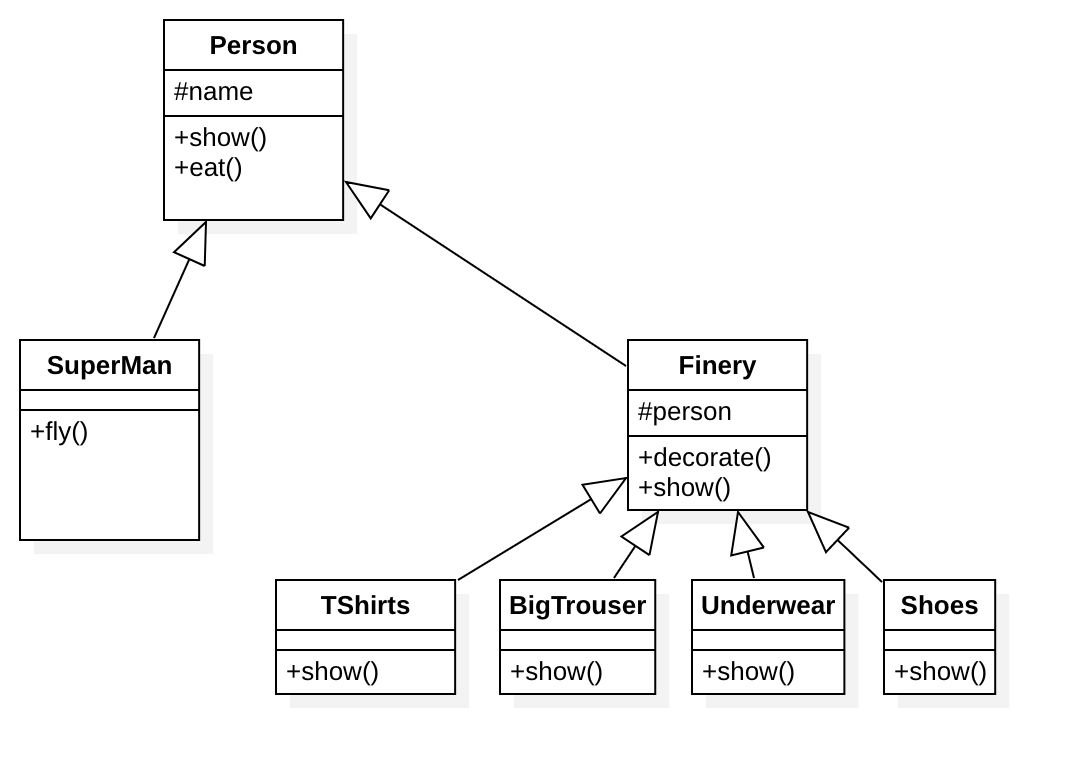 Person
#name
+show()
+eat()
SuperMan
+fly()
Finery
#person
+decorate()
+show()
TShirts
+show()
BigTrouser
+show()
Underwear
+show()
Shoes
+show()